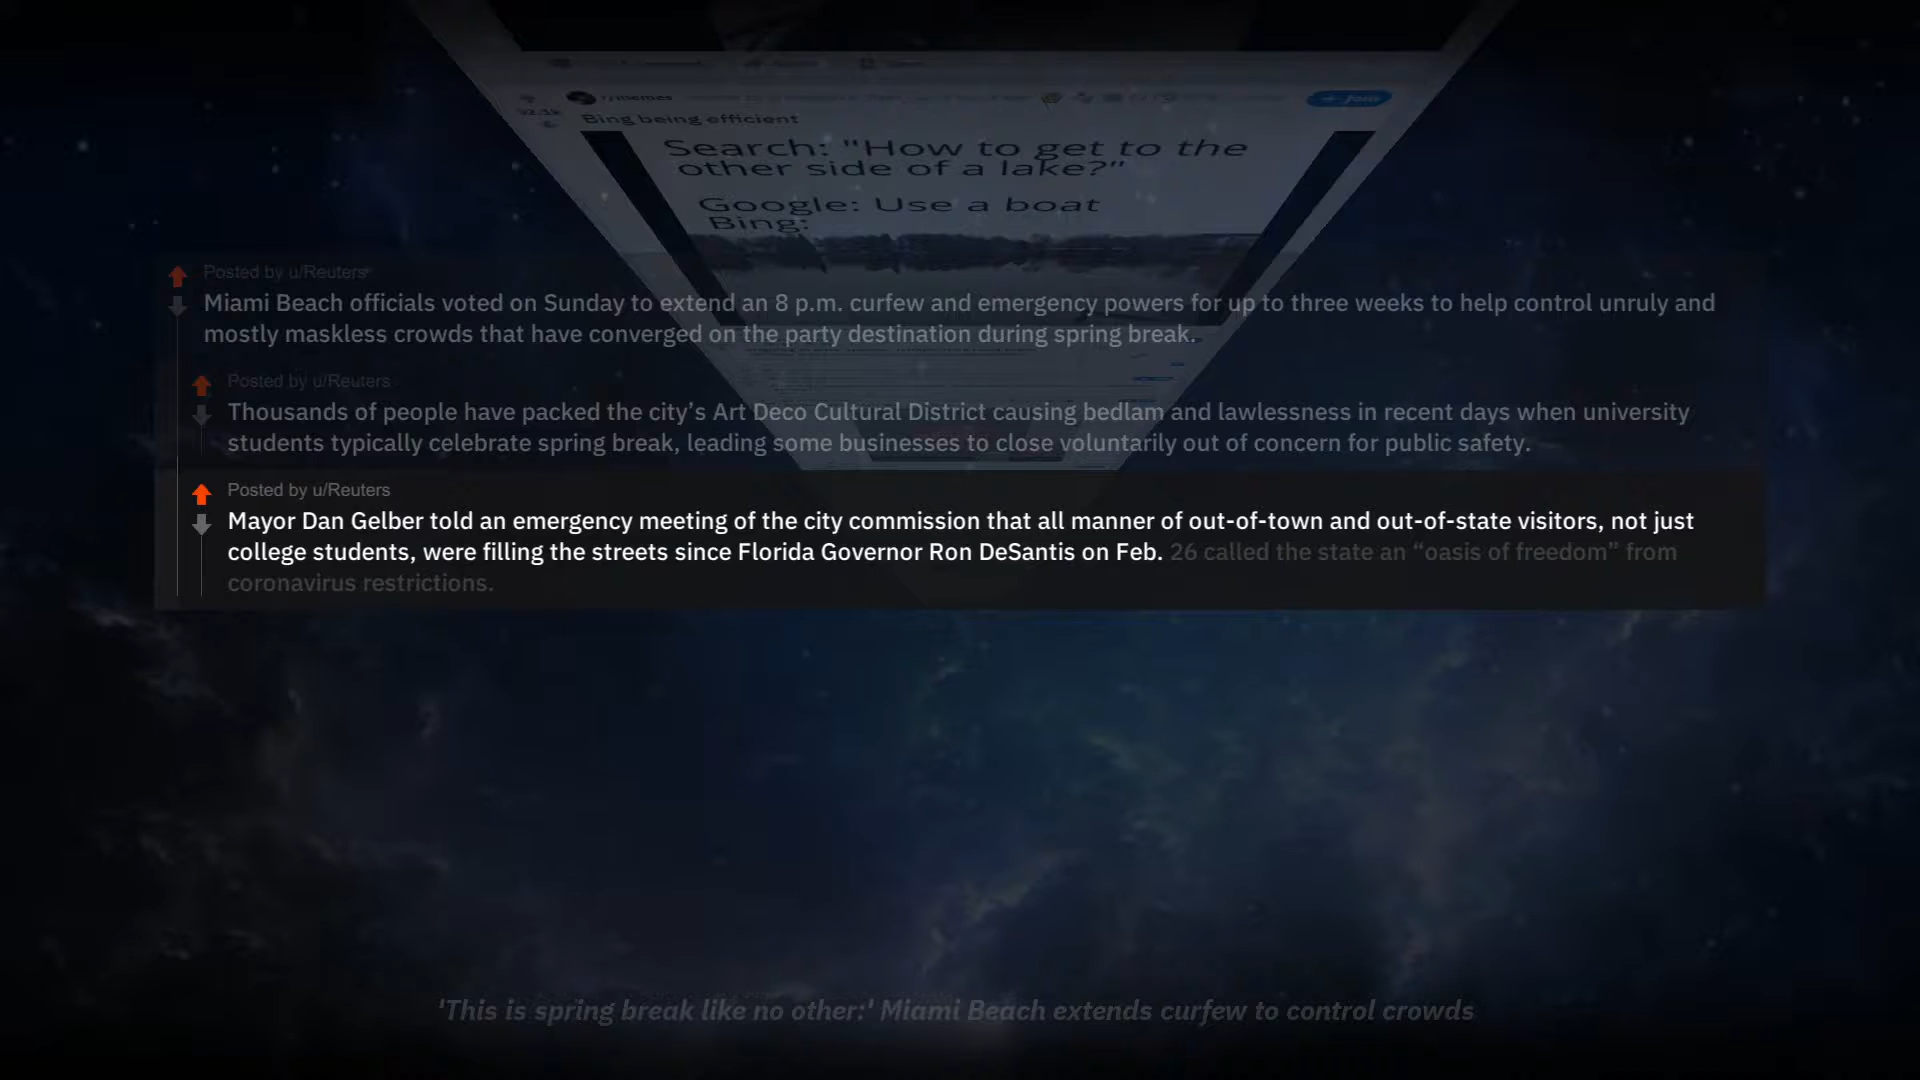 Bing being efficient
Search: "How to get to the
other side of a lake?"
Google: Use a boat
Bing:
Posted by u/Reuters
Miami Beach officials voted on Sunday to extend an 8 p.m. curfew and emergency powers for up to three weeks to help control unruly and
mostly maskless crowds that have converged on the party destination during spring break.
Posted by u/Reuters
Thousands of people have packed the city’s Art Deco Cultural District causing bedlam and lawlessness in recent days when university
students typically celebrate spring break, leading some businesses to close voluntarily out of concern for public safety.
Posted by u/Reuters
Mayor Dan Gelber told an emergency meeting of the city commission that all manner of out-of-town and out-of-state visitors, not just
college students, were filling the streets since Florida Governor Ron DeSantis on Feb. 26 called the state an “oasis of freedom” from
coronavirus restrictions.
'This is spring break like no other:' Miami Beach extends curfew to control crowds